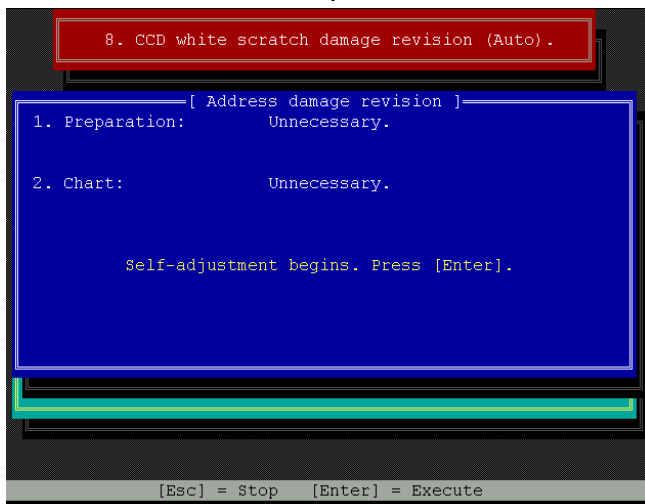 8. CCD white scratch damage revision (Auto).
[ Address damage revision ]
1. Preparation: Unnecessary.
2. Chart: Unnecessary.
Self-adjustment begins. Press [Enter].
[Esc] = Stop [Enter] = Execute